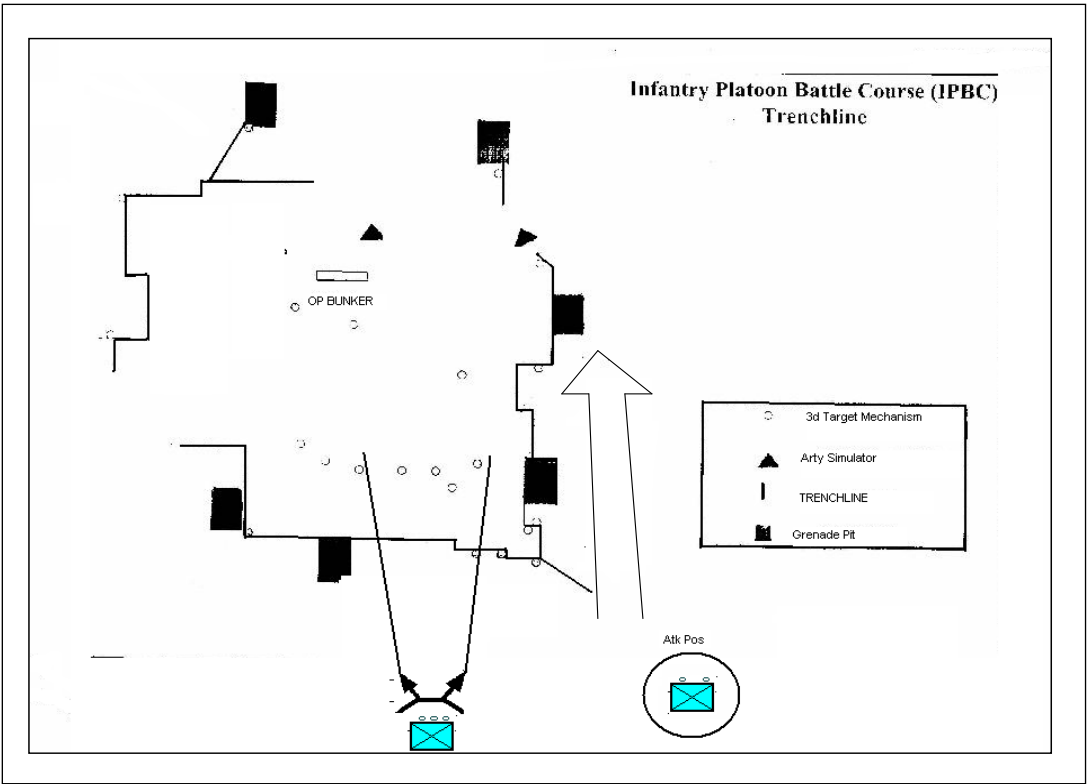 Infantry Platoon Battle Course (IPBC)
Trenchline
OP BUNKER
3d Target Mechanism
Arty Simulator
TRENCHLINE
Grenade Pit
Atk Pos